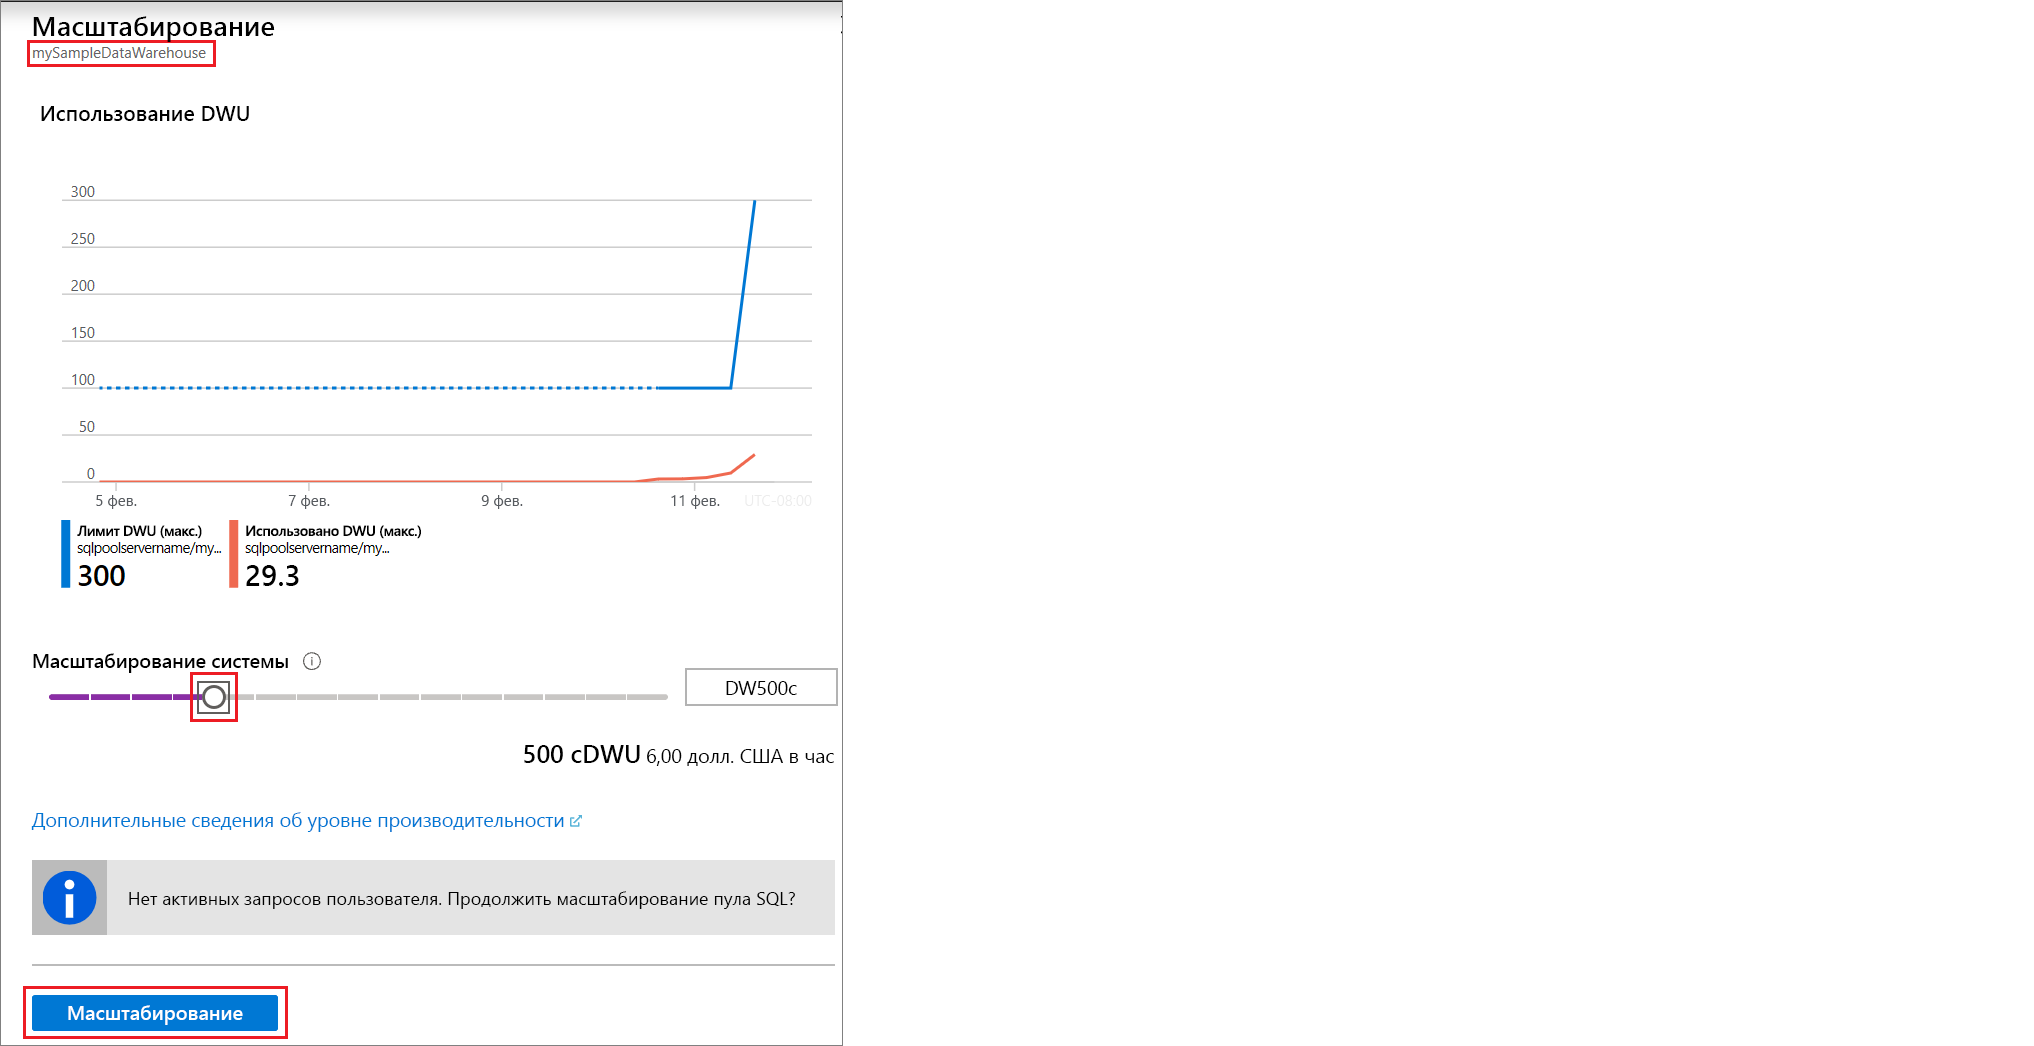 Масштабирование
mySampleDataWarehouse
Использование DWU
300
250
200
150
100
50
0
5 фев.
7 фев.
9 фев.
11 фев.
UTC-08:00
Лимит DWU (макс.)
sqlpoolservername/my...
300
Использовано DWU (макс.)
sqlpoolservername/my...
29.3
Масштабирование системы
DW500c
500 cDWU 6,00 долл. США в час
Дополнительные сведения об уровне производительности
Нет активных запросов пользователя. Продолжить масштабирование пула SQL?
Масштабирование